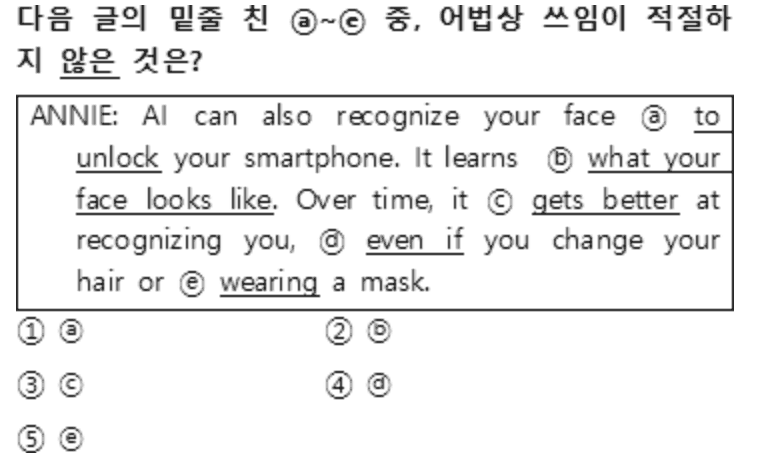 다음 글의 밑줄 친 ⓐ~ⓔ 중, 어법상 쓰임이 적절하
지 않은 것은?
ANNIE: AI can also recognize your face ⓐ to
unlock your smartphone. It learns ⓑ what your
face looks like. Over time, it ⓒ gets better at
recognizing you, ⓓ even if you change your
hair or ⓔ wearing a mask.
① ⓐ ② ⓑ
③ ⓒ ④ ⓓ
⑤ ⓔ